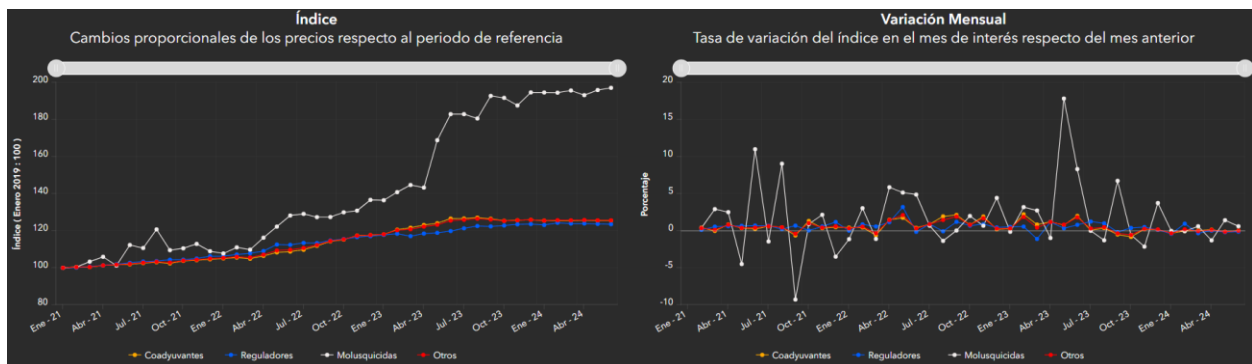 Índice
Cambios proporcionales de los precios respecto al periodo de referencia
200
180
160
140
120
100
80
Índice ( Enero 2019 : 100 )
Ene - 21
Abr - 21
Jul - 21
Oct - 21
Ene - 22
Abr - 22
Jul - 22
Oct - 22
Ene - 23
Abr - 23
Jul - 23
Oct - 23
Ene - 24
Abr - 24
Coadyuvantes Reguladores Molusquicidas Otros
Variación Mensual
Tasa de variación del índice en el mes de interés respecto del mes anterior
20
15
10
5
0
-5
-10
Porcentaje
Ene - 21
Abr - 21
Jul - 21
Oct - 21
Ene - 22
Abr - 22
Jul - 22
Oct - 22
Ene - 23
Abr - 23
Jul - 23
Oct - 23
Ene - 24
Abr - 24
Coadyuvantes Reguladores Molusquicidas Otros